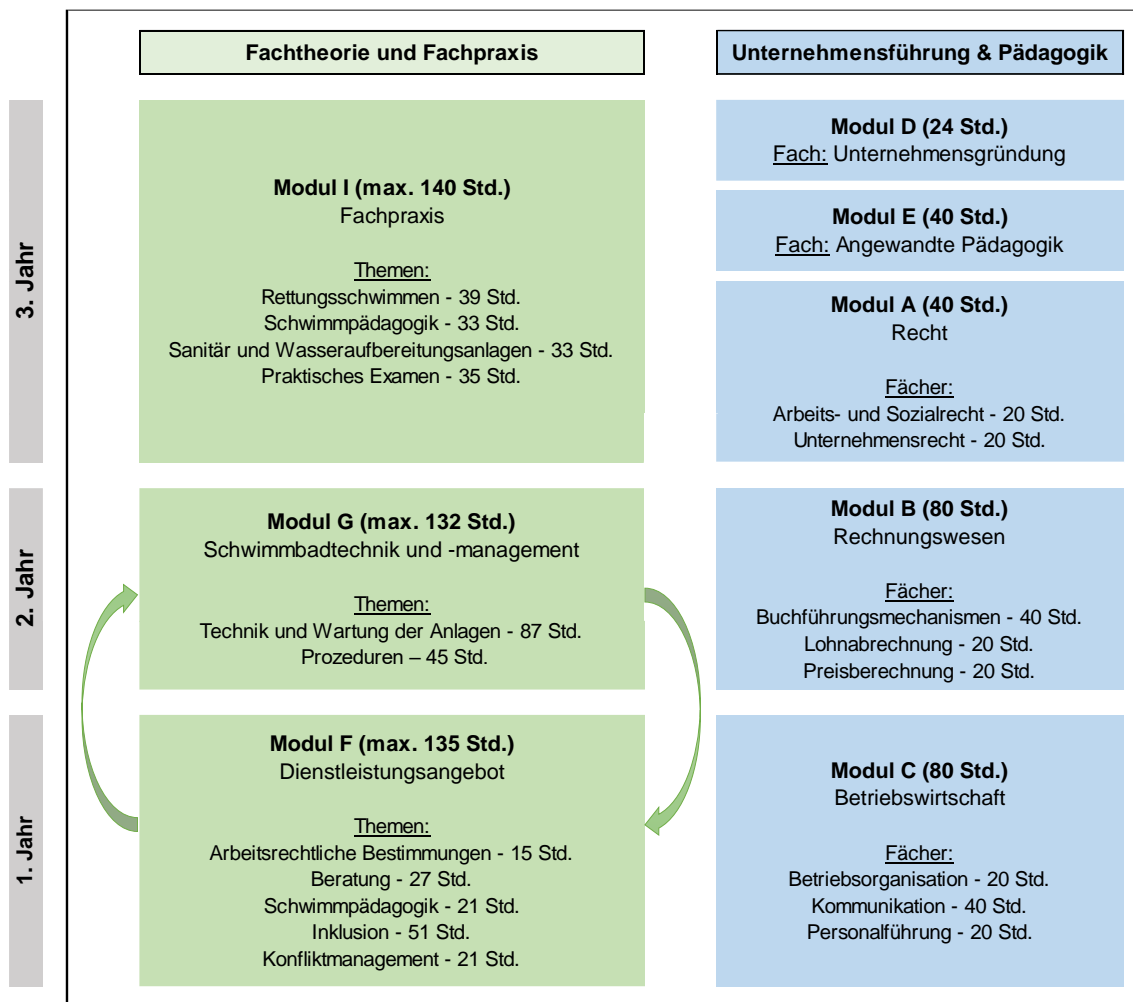 Fachtheorie und Fachpraxis
Unternehmensführung & Pädagogik
3. Jahr
Modul I (max. 140 Std.)
Fachpraxis
Themen:
Rettungsschwimmen - 39 Std.
Schwimmpädagogik - 33 Std.
Sanitär und Wasseraufbereitungsanlagen - 33 Std.
Praktisches Examen - 35 Std.
Modul D (24 Std.)
Fach: Unternehmensgründung
Modul E (40 Std.)
Fach: Angewandte Pädagogik
Modul A (40 Std.)
Recht
Fächer:
Arbeits- und Sozialrecht - 20 Std.
Unternehmensrecht - 20 Std.
2. Jahr
Modul G (max. 132 Std.)
Schwimmbadtechnik und -management
Themen:
Technik und Wartung der Anlagen - 87 Std.
Prozeduren – 45 Std.
Modul B (80 Std.)
Rechnungswesen
Fächer:
Buchführungsmechanismen - 40 Std.
Lohnabrechnung - 20 Std.
Preisberechnung - 20 Std.
1. Jahr
Modul F (max. 135 Std.)
Dienstleistungsangebot
Themen:
Arbeitsrechtliche Bestimmungen - 15 Std.
Beratung - 27 Std.
Schwimmpädagogik - 21 Std.
Inklusion - 51 Std.
Konfliktmanagement - 21 Std.
Modul C (80 Std.)
Betriebswirtschaft
Fächer:
Betriebsorganisation - 20 Std.
Kommunikation - 40 Std.
Personalführung - 20 Std.